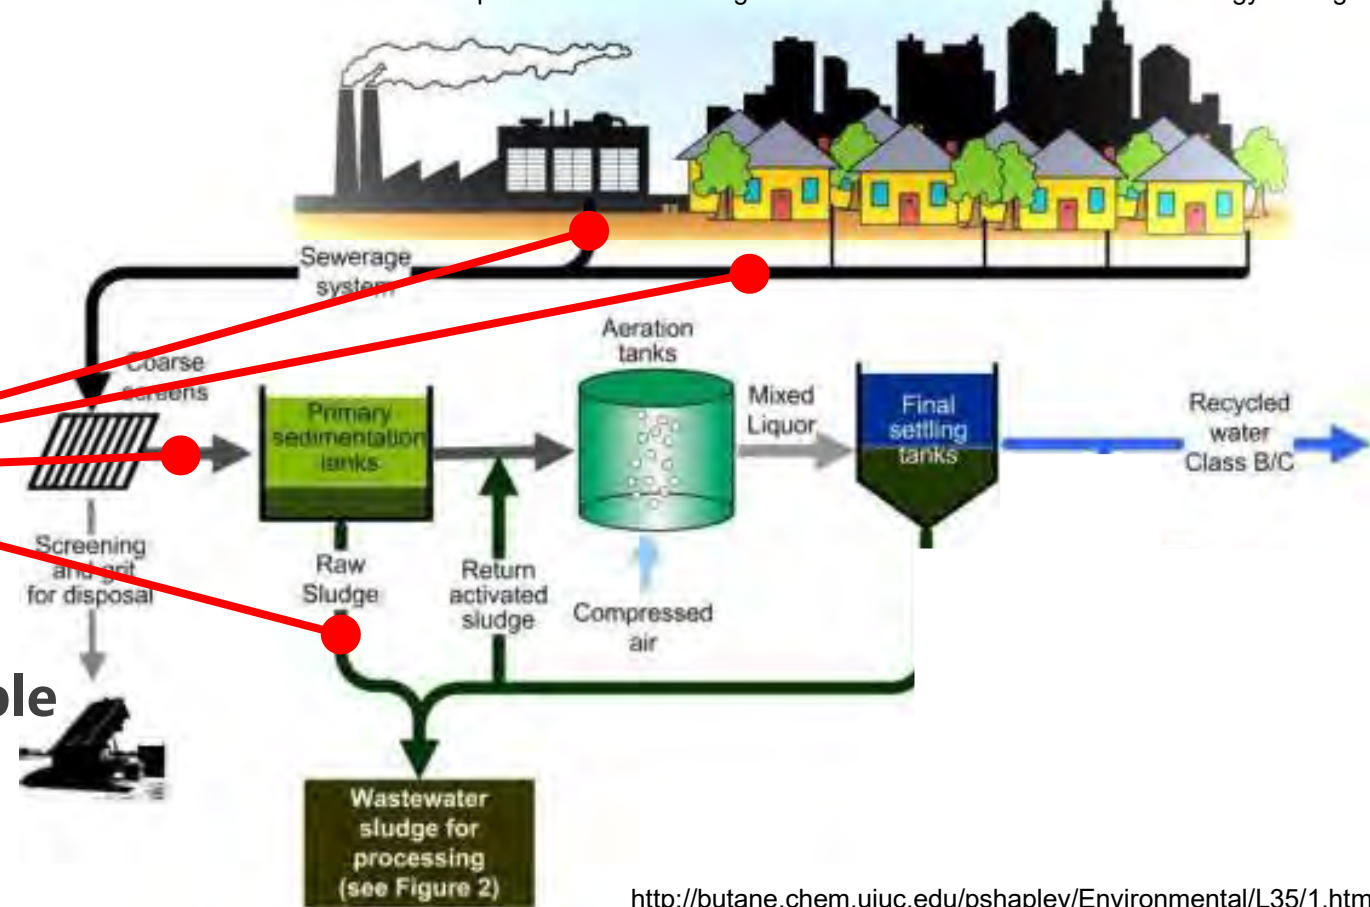 Sewerage
system
Coarse
screens
Aeration
tanks
Primary
sedimentation
tanks
Mixed
Liquor
Final
settling
tanks
Recycled
water
Class B/C
Screening
and grit
for disposal
Raw
Sludge
Return
activated
sludge
Compressed
air
ple
Wastewater
sludge for
processing
(see Figure 2)
http://butane.chem.uiuc.edu/pshapley/Environmental/L35/1.htm